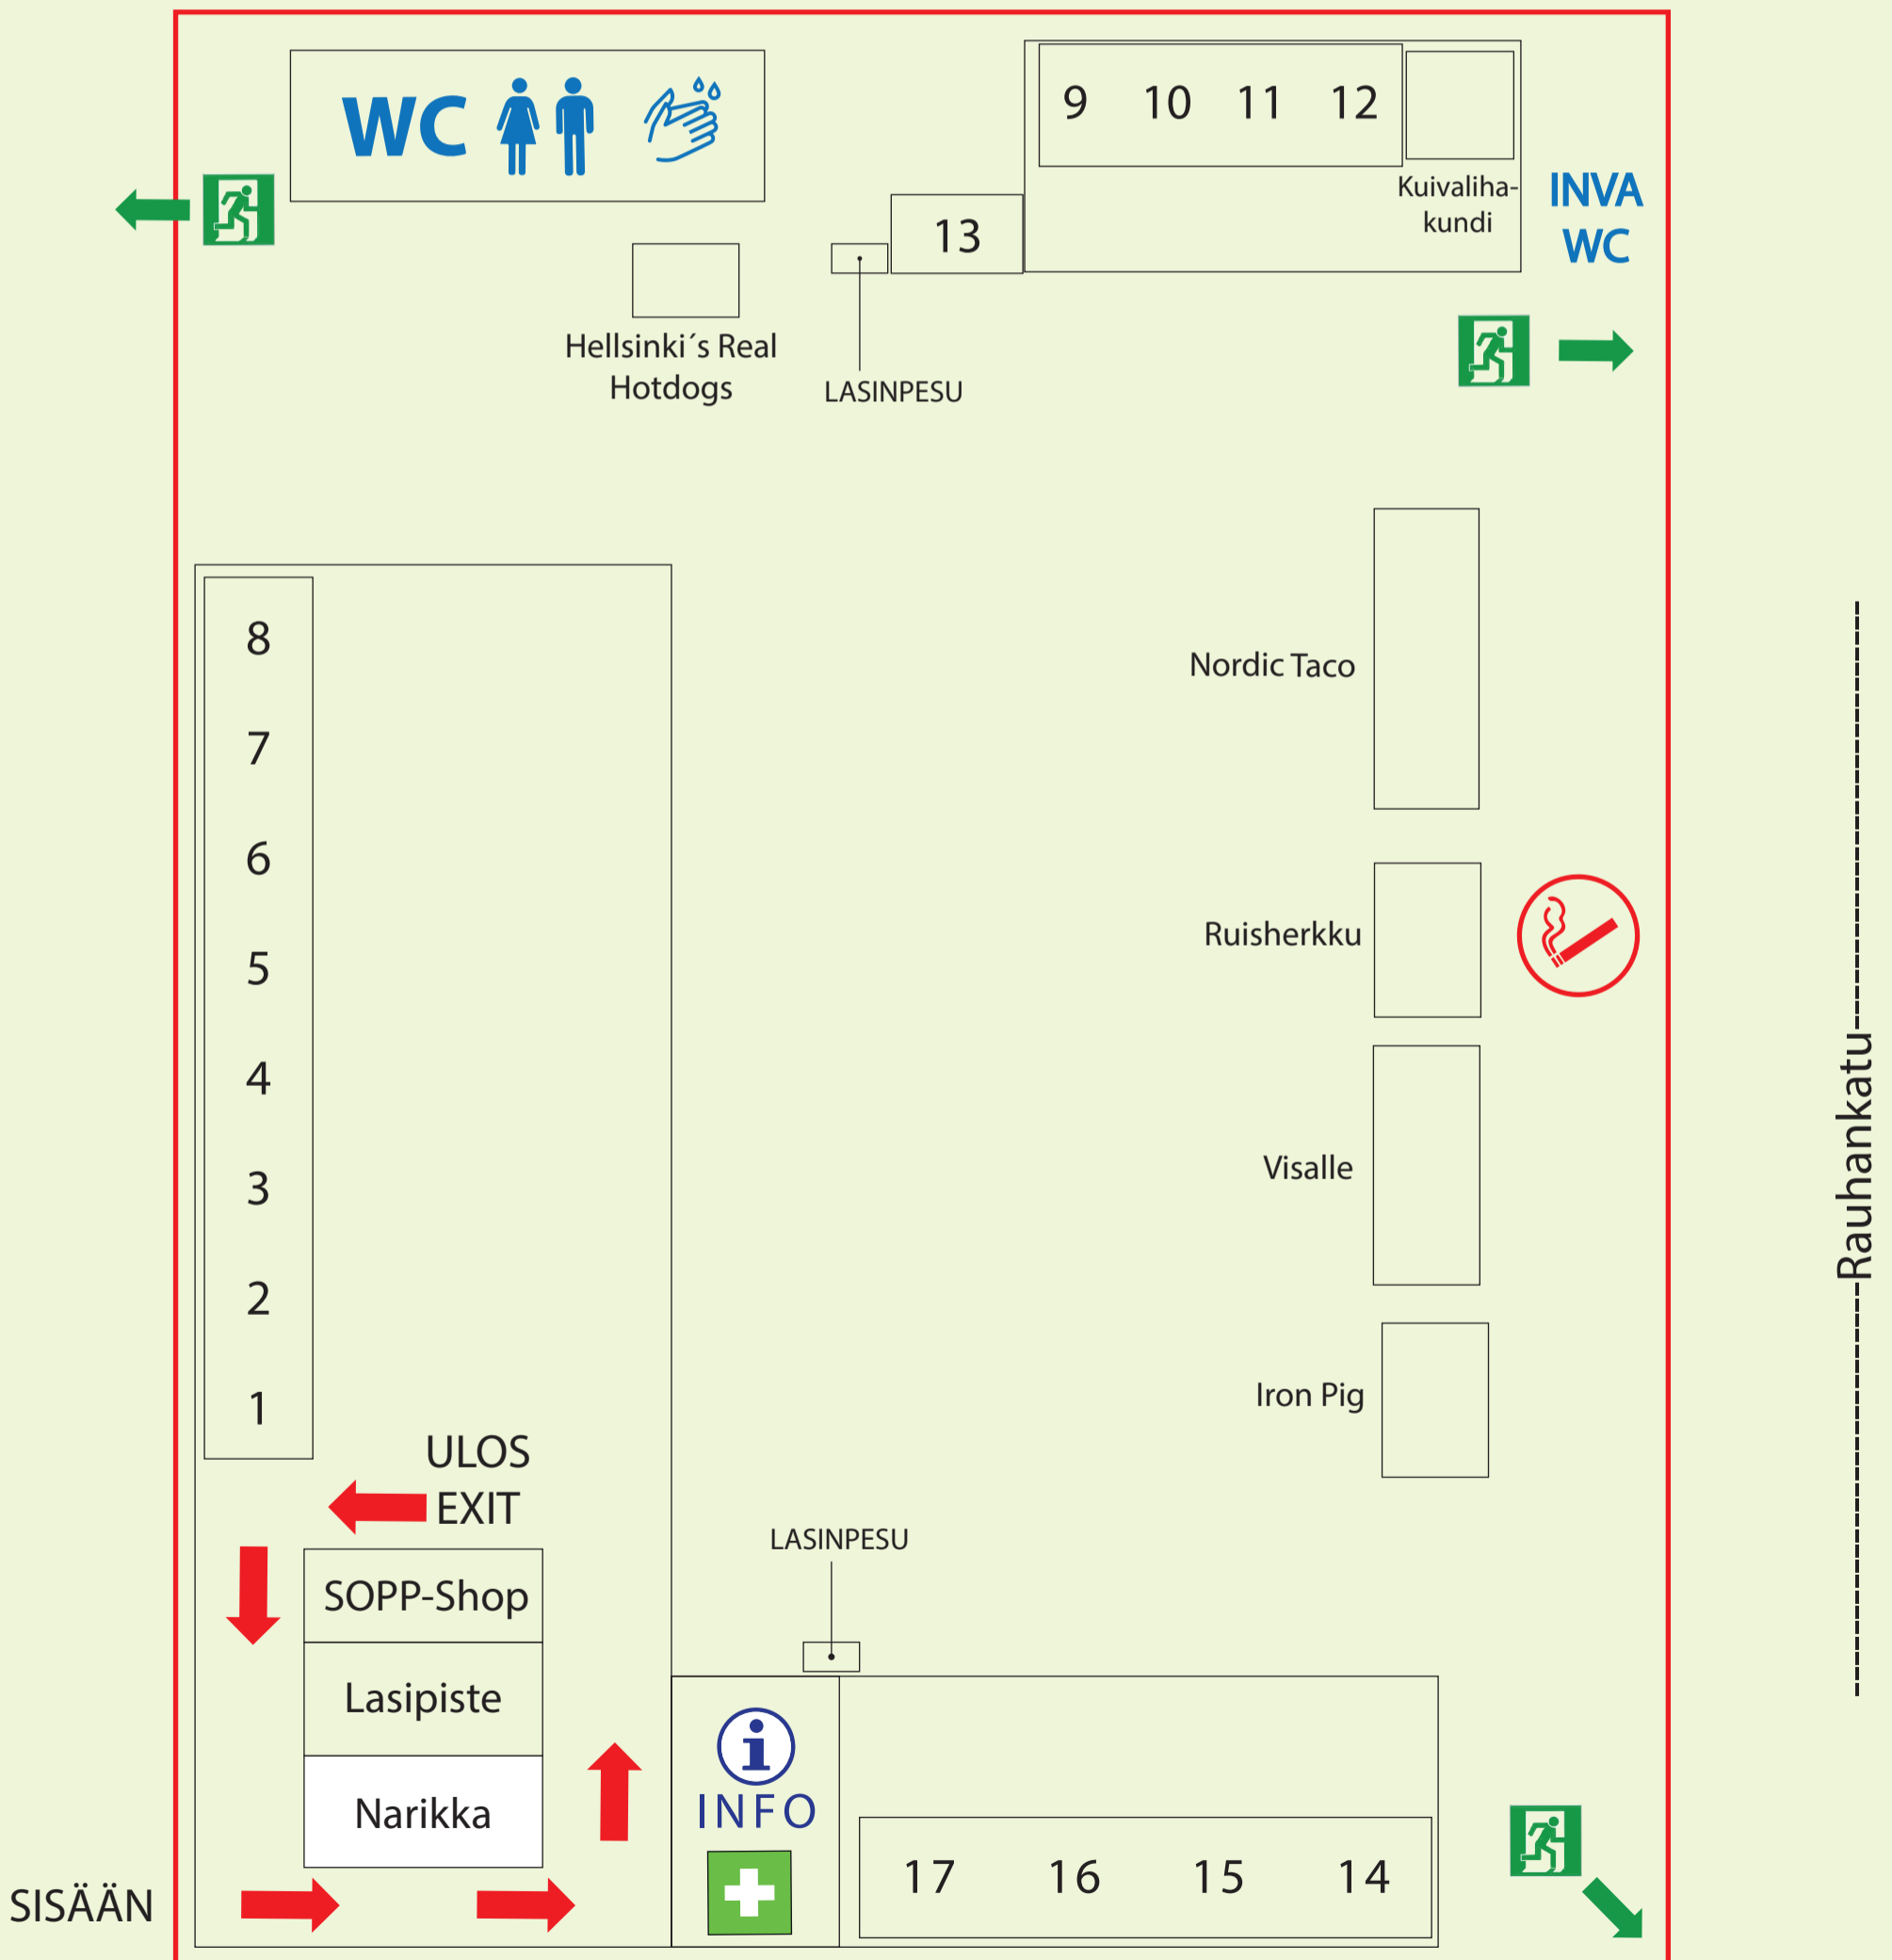 WC
9 10 11 12
Kuivaliha-
kundi
INVA
WC
13
Hellsinki´s Real
Hotdogs
LASINPESU
8
7
6
5
4
3
2
1
Nordic Taco
Ruisherkku
Visalle
Iron Pig
Rauhankatu
ULOS
EXIT
SOPP-Shop
Lasipiste
Narikka
SISÄÄN
LASINPESU
i
INFO
17 16 15 14